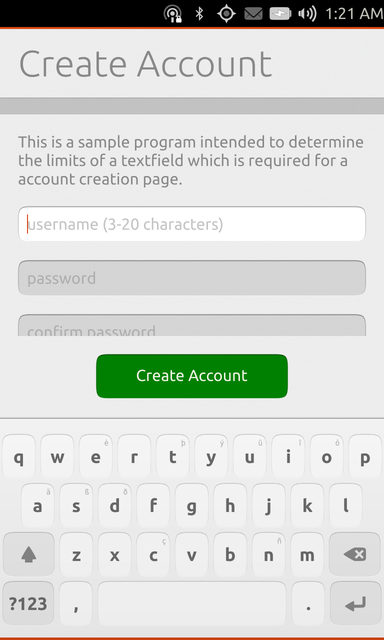 1:21 AM
Create Account
This is a sample program intended to determine
the limits of a textfield which is required for a
account creation page.
username (3-20 characters)
password
confirm password
Create Account
q w e è r t þ y ý u û i î o ô p
a ä s ß d ð f g h j k l
z x c ç v b n ñ m
?123 , .